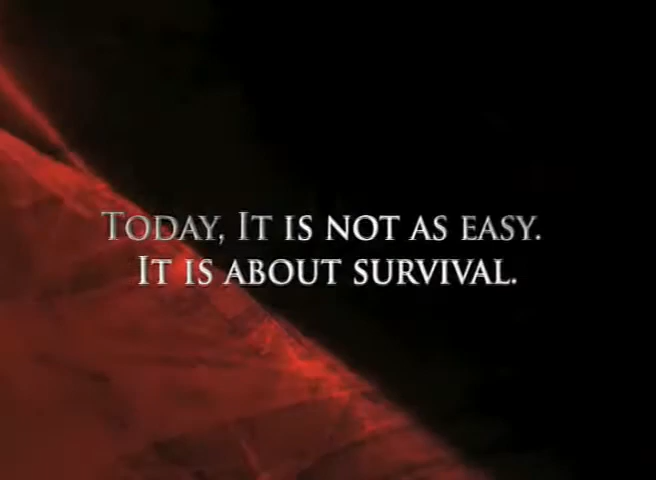 Today, It is not as easy.
It is about survival.